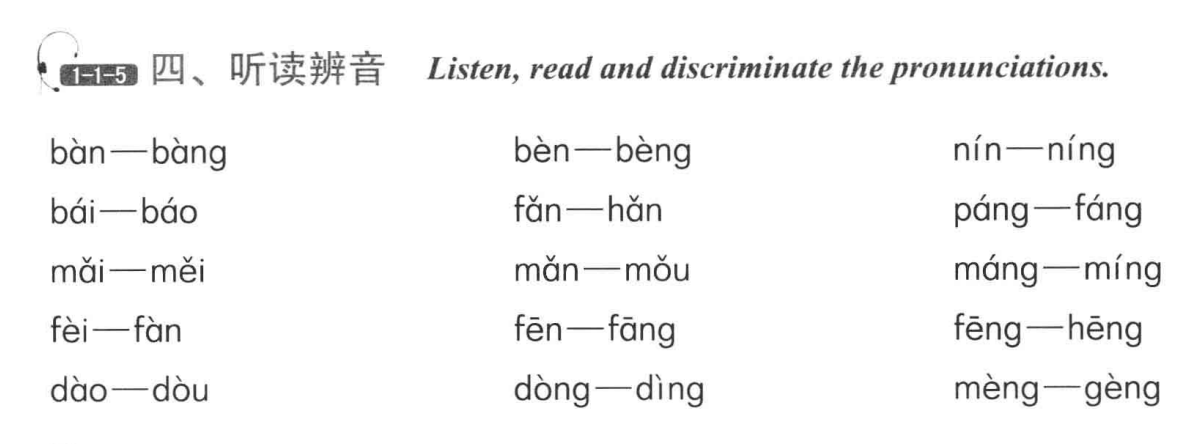 1-1-5 四、听读辨音 Listen, read and discriminate the pronunciations.
bàn—bàng bèn—bèng nín—níng
bái—báo fǎn—hǎn páng—fáng
mǎi—měi mǎn—mǒu máng—míng
fèi—fàn fēn—fāng fēng—hēng
dào—dòu dòng—dìng mèng—gèng